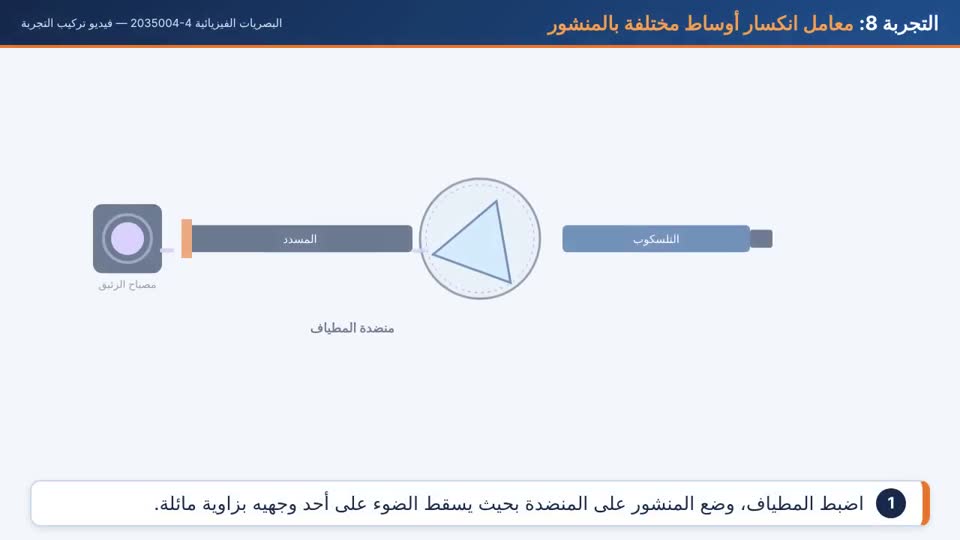 التجربة 8: معامل انكسار أوساط مختلفة بالمنشور
البصريات الفيزيائية 4-2035004 — فيديو تركيب التجربة
المسدد
التلسكوب
مصباح الزئبق
منضدة المطياف
1 اضبط المطياف، وضع المنشور على المنضدة بحيث يسقط الضوء على أحد وجهيه بزاوية مائلة.